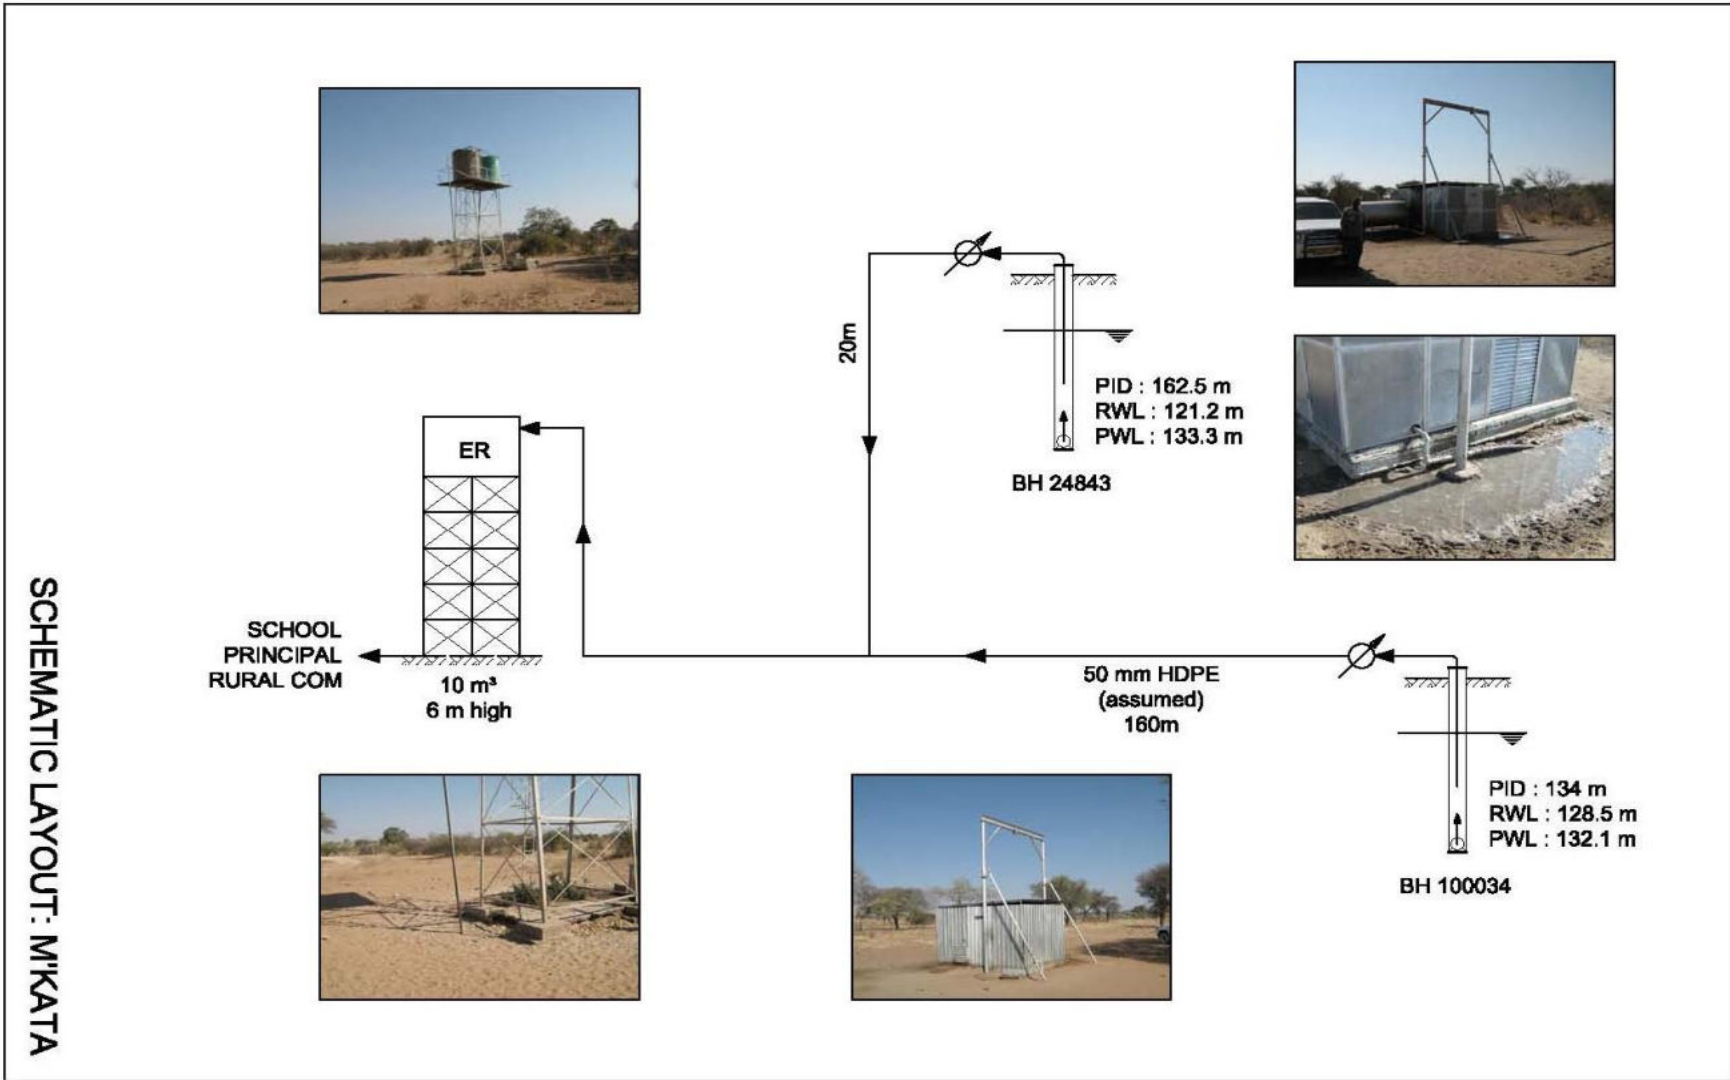 SCHEMATIC LAYOUT: M'KATA
20m
PID : 162.5 m
RWL : 121.2 m
PWL : 133.3 m
BH 24843
ER
SCHOOL
PRINCIPAL
RURAL COM
10 m³
6 m high
50 mm HDPE
(assumed)
160m
PID : 134 m
RWL : 128.5 m
PWL : 132.1 m
BH 100034